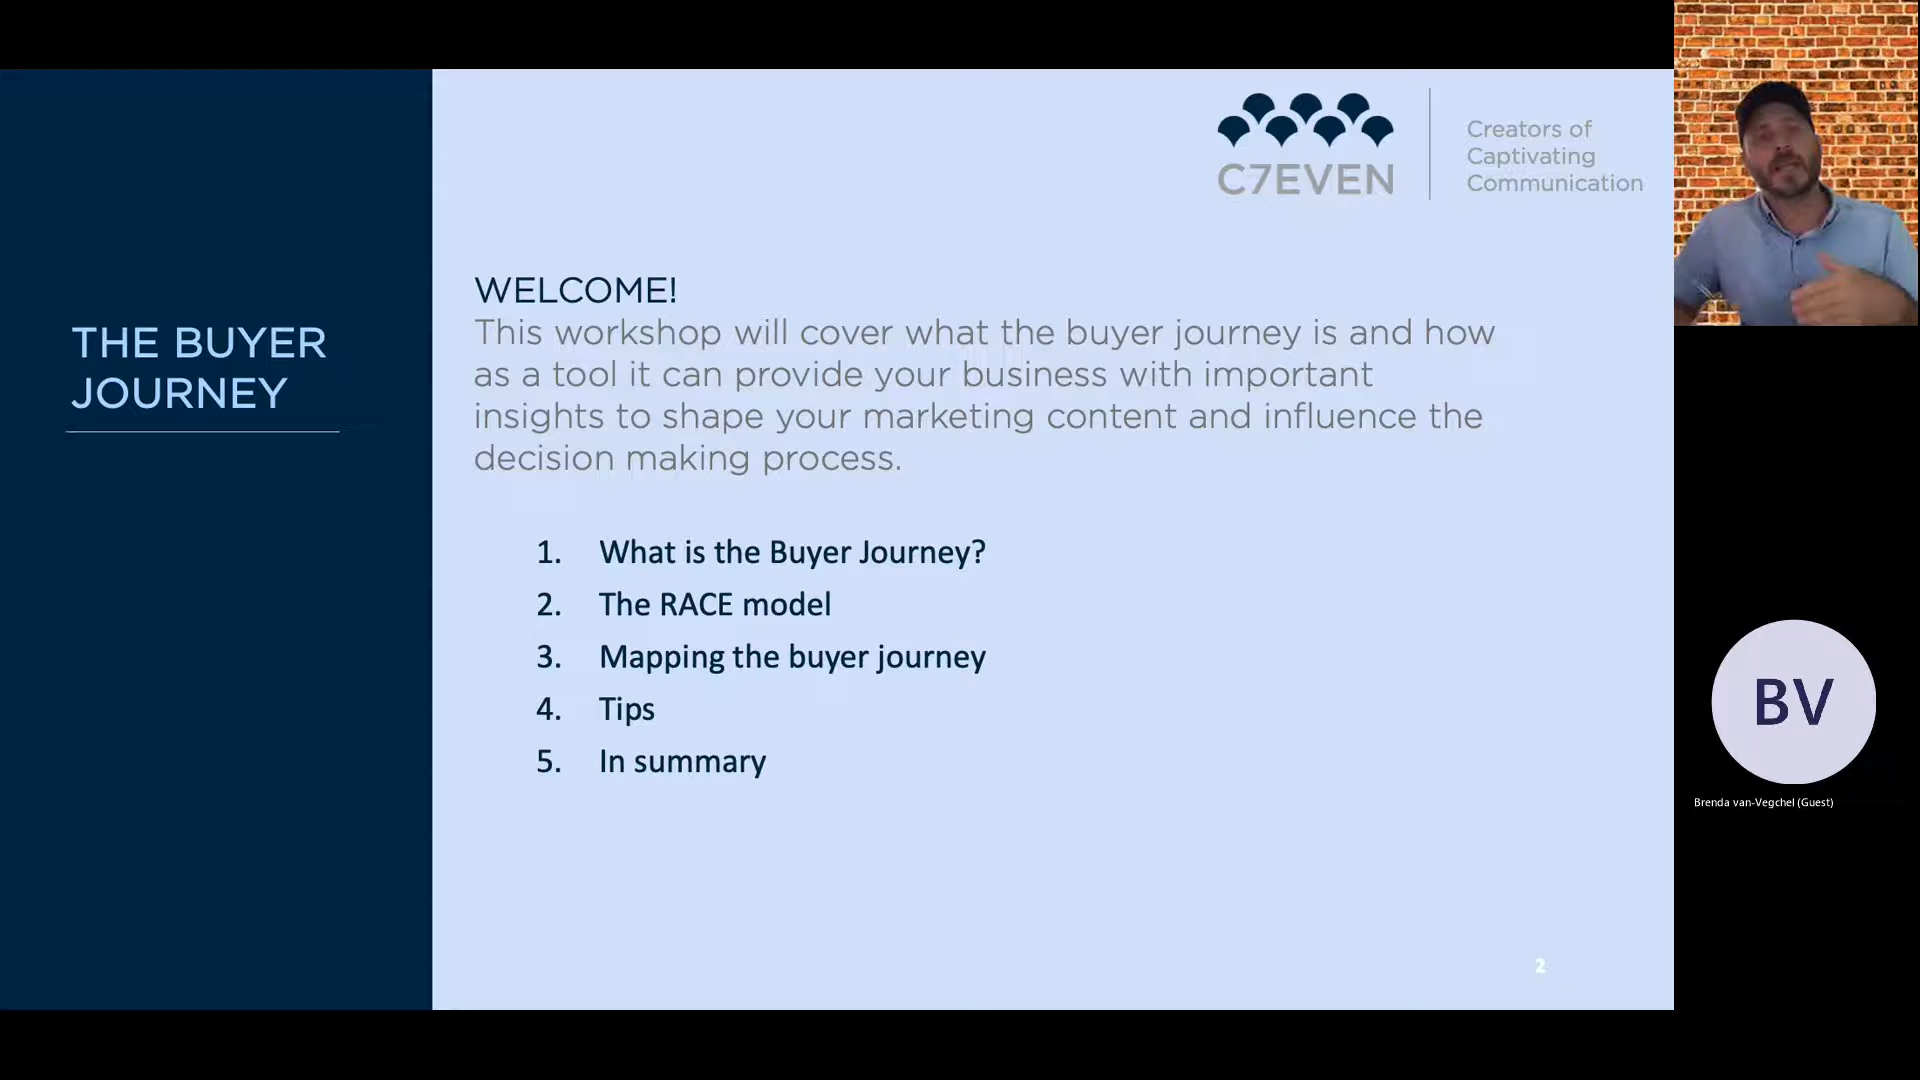 C7EVEN
Creators of
Captivating
Communication
THE BUYER
JOURNEY
WELCOME!
This workshop will cover what the buyer journey is and how
as a tool it can provide your business with important
insights to shape your marketing content and influence the
decision making process.
1. What is the Buyer Journey?
2. The RACE model
3. Mapping the buyer journey
4. Tips
5. In summary
2
BV
Brenda van-Vegchel (Guest)